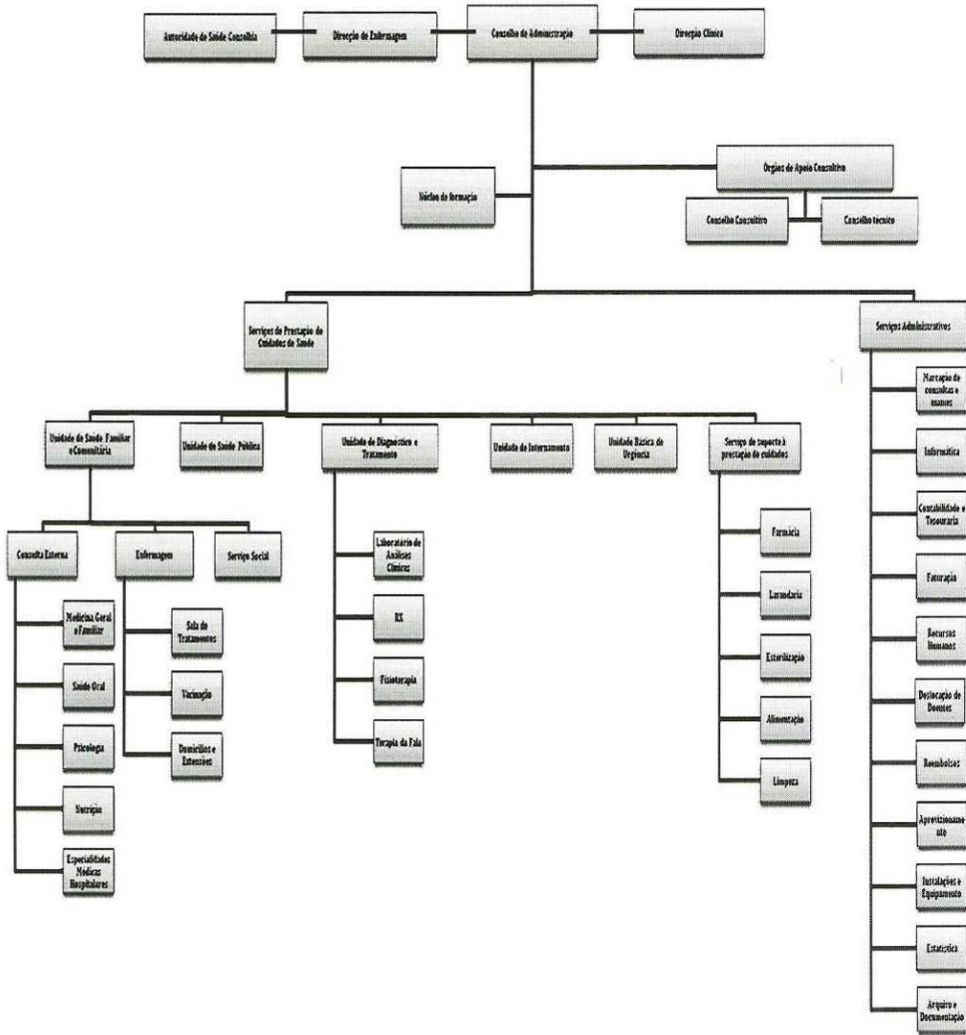 Autoridade de Saúde Conselhia
Direcção de Enfermagem
Conselho de Administração
Direcção Clínica
Núcleo de formação
Orgãos de Apoio Consultivo
Conselho Consultivo
Conselho técnico
Serviços de Prestação de
Cuidados de Saúde
Serviços Administrativos
Unidade de Saúde Familiar
e Comunitária
Unidade de Saúde Pública
Unidade de Diagnóstico e
Tratamento
Unidade de Internamento
Unidade Básica de
Urgência
Serviço de suporte à
prestação de cuidados
Consulta Externa
Enfermagem
Serviço Social
Medicina Geral
e Familiar
Saúde Oral
Psicologia
Nutrição
Especialidades
Médicas
Hospitalares
Sala de
Tratamentos
Vacinação
Domicílios e
Extensões
Laboratório de
Análises
Clínicas
RX
Fisioterapia
Terapia da Fala
Farmácia
Lavandaria
Esterilização
Alimentação
Limpeza
Marcação de
consultas e
exames
Informática
Contabilidade e
Tesouraria
Faturação
Recursos
Humanos
Deslocação de
Doentes
Reembolsos
Aprovisioname
nto
Instalações e
Equipamento
Estatística
Arquivo e
Documentação